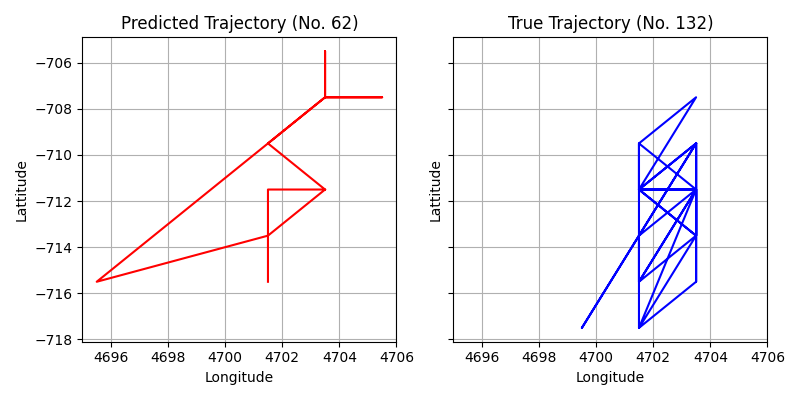 Predicted Trajectory (No. 62)
True Trajectory (No. 132)
−706
−708
−710
−712
−714
−716
−718
Lattitude
Lattitude
4696 4698 4700 4702 4704 4706
4696 4698 4700 4702 4704 4706
Longitude
Longitude